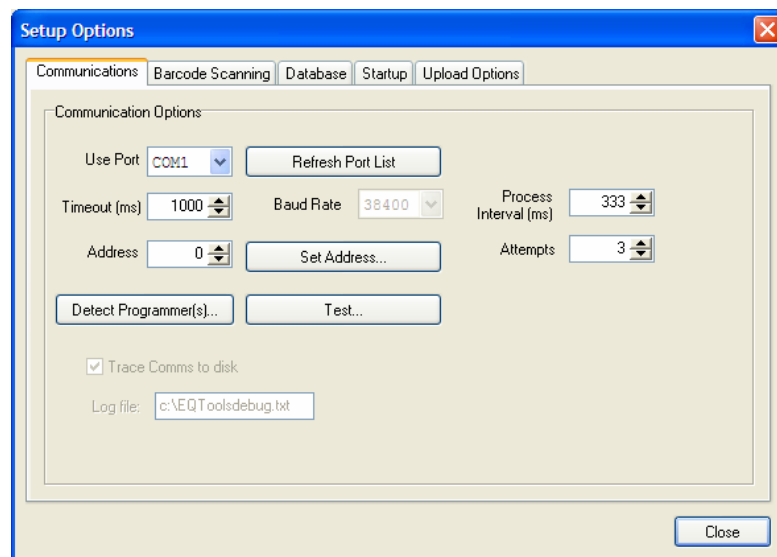 Setup Options
Communications Barcode Scanning Database Startup Upload Options
Communication Options
Use Port COM1 Refresh Port List
Timeout (ms) 1000 Baud Rate 38400 Process Interval (ms) 333
Address 0 Set Address... Attempts 3
Detect Programmer(s)... Test...
Trace Comms to disk
Log file: c:\EQToolsdebug.txt
Close